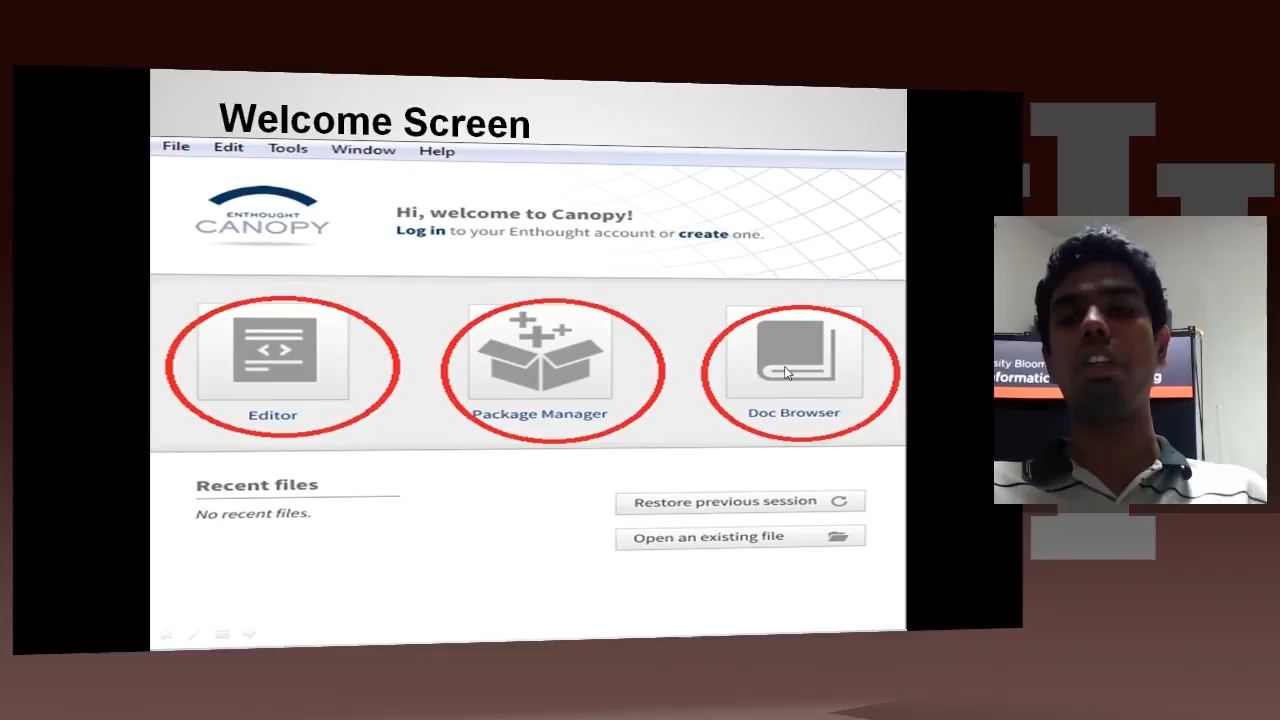 Welcome Screen
File Edit Tools Window Help
ENTHOUGHT
CANOPY
Hi, welcome to Canopy!
Log in to your Enthought account or create one.
Editor
Package Manager
Doc Browser
Recent files
No recent files.
Restore previous session
Open an existing file